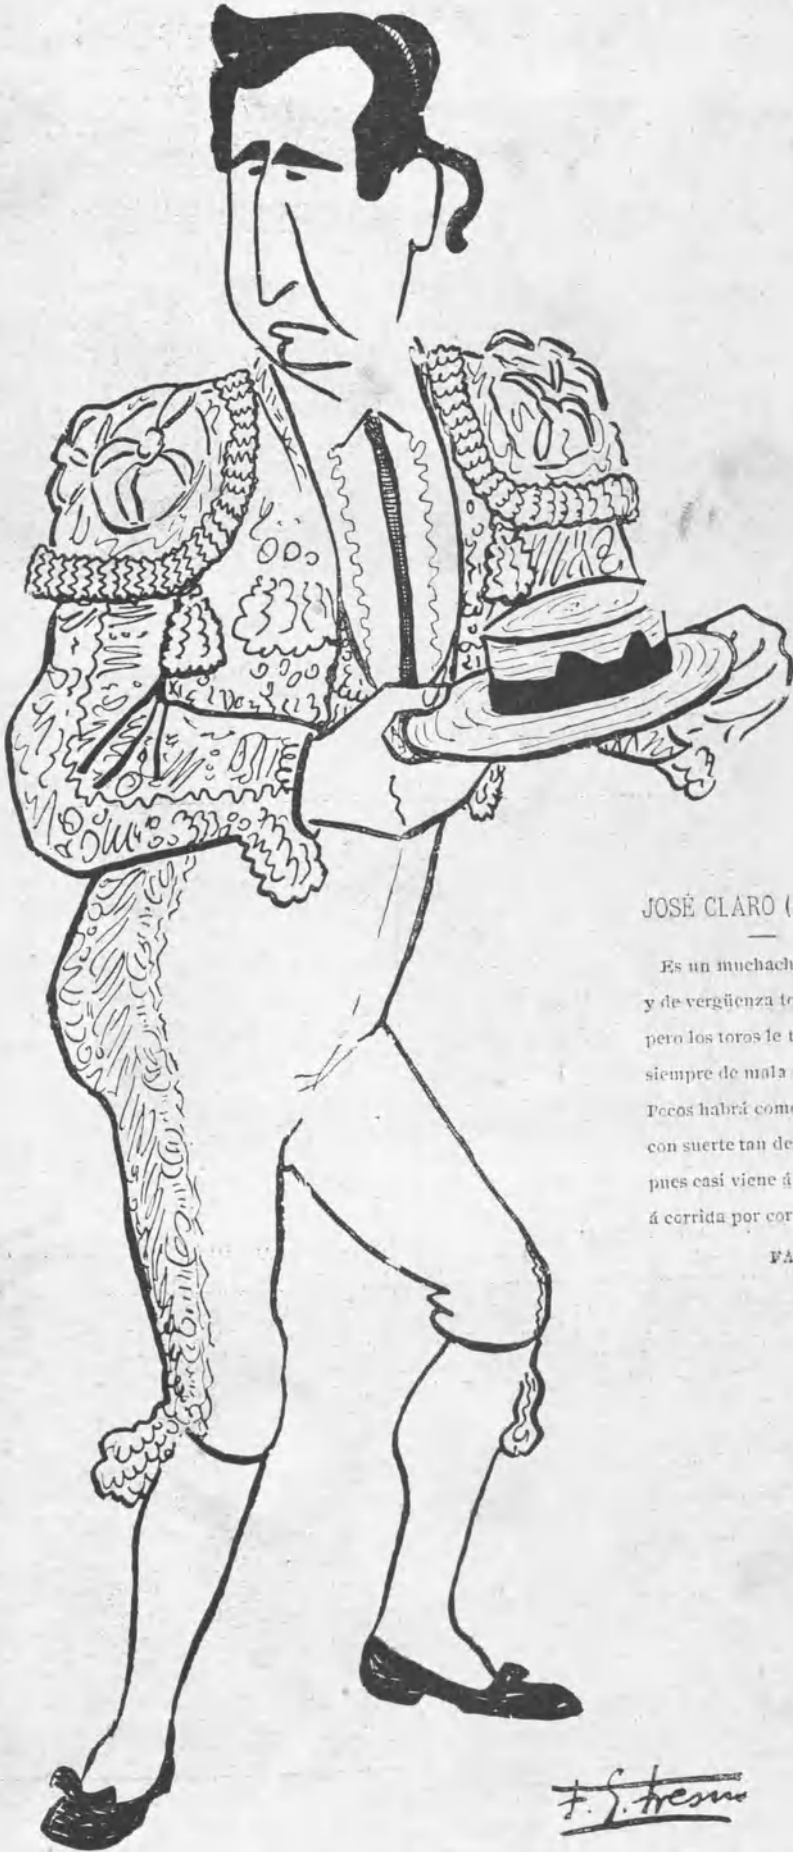 JOSÉ CLARO (
Es un muchach
y de vergüenza to
pero los toros le t
siempre de mala
Pocos habrá come
con suerte tan de
pues casi viene á
á corrida por cor
FA
F. G. Fresno